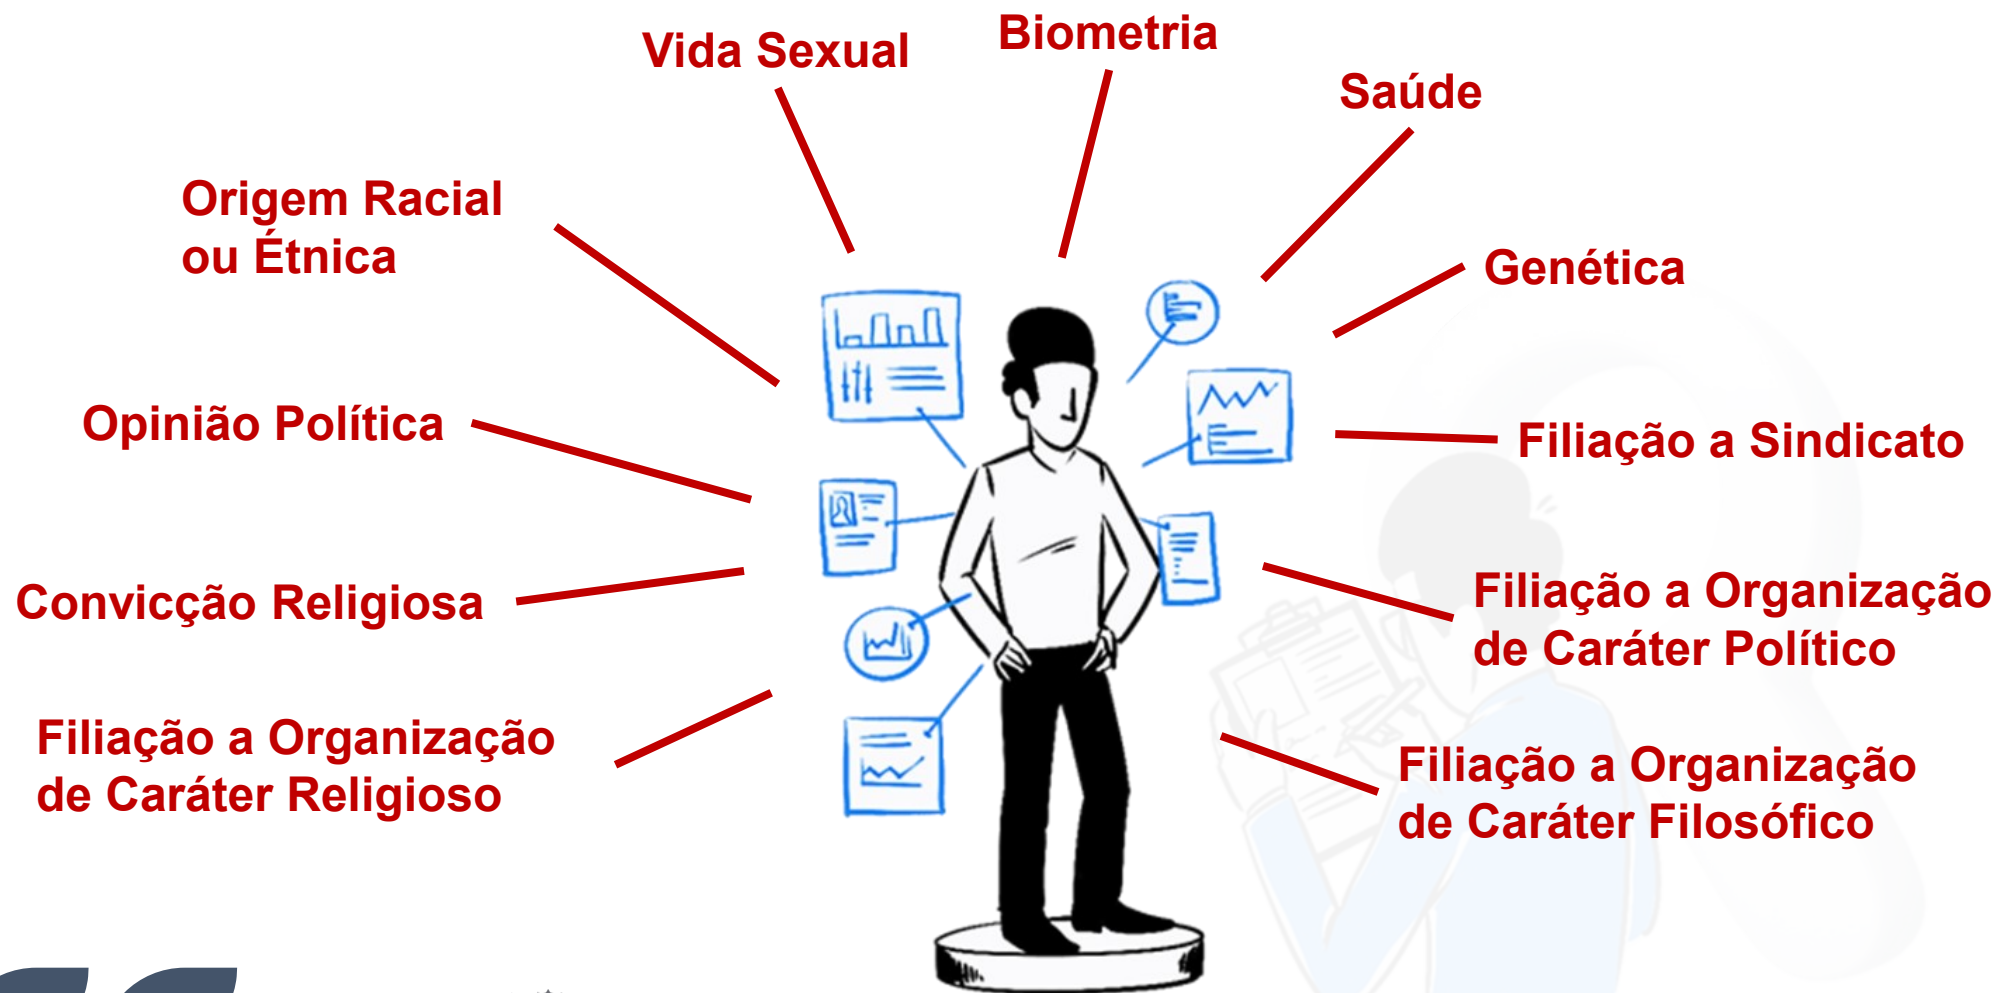 Vida Sexual
Biometria
Saúde
Origem Racial
ou Étnica
Genética
Opinião Política
Filiação a Sindicato
Convicção Religiosa
Filiação a Organização
de Caráter Político
Filiação a Organização
de Caráter Religioso
Filiação a Organização
de Caráter Filosófico